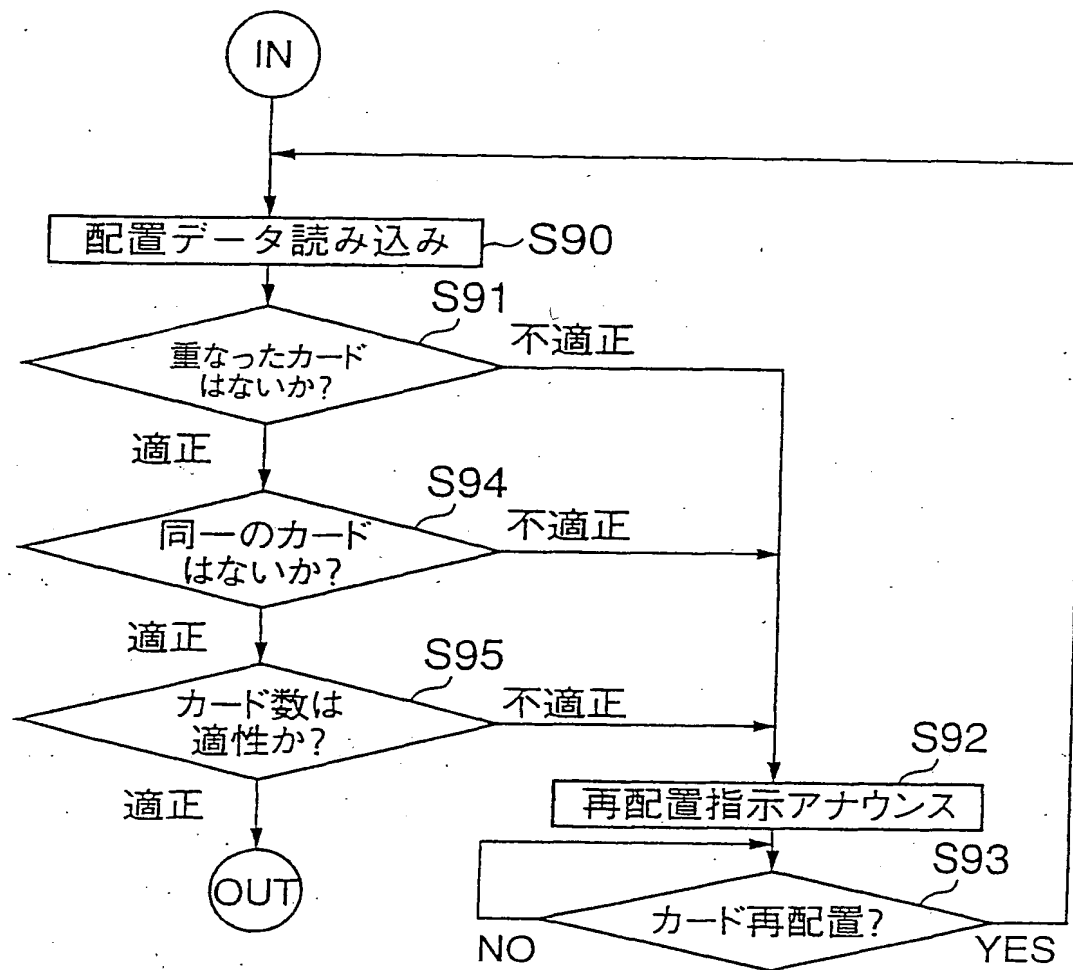 IN
配置データ読み込み
S90
S91
重なったカード
はないか?
不適正
適正
S94
同一のカード
はないか?
不適正
適正
S95
カード数は
適性か?
不適正
適正
OUT
S92
再配置指示アナウンス
S93
カード再配置?
NO
YES